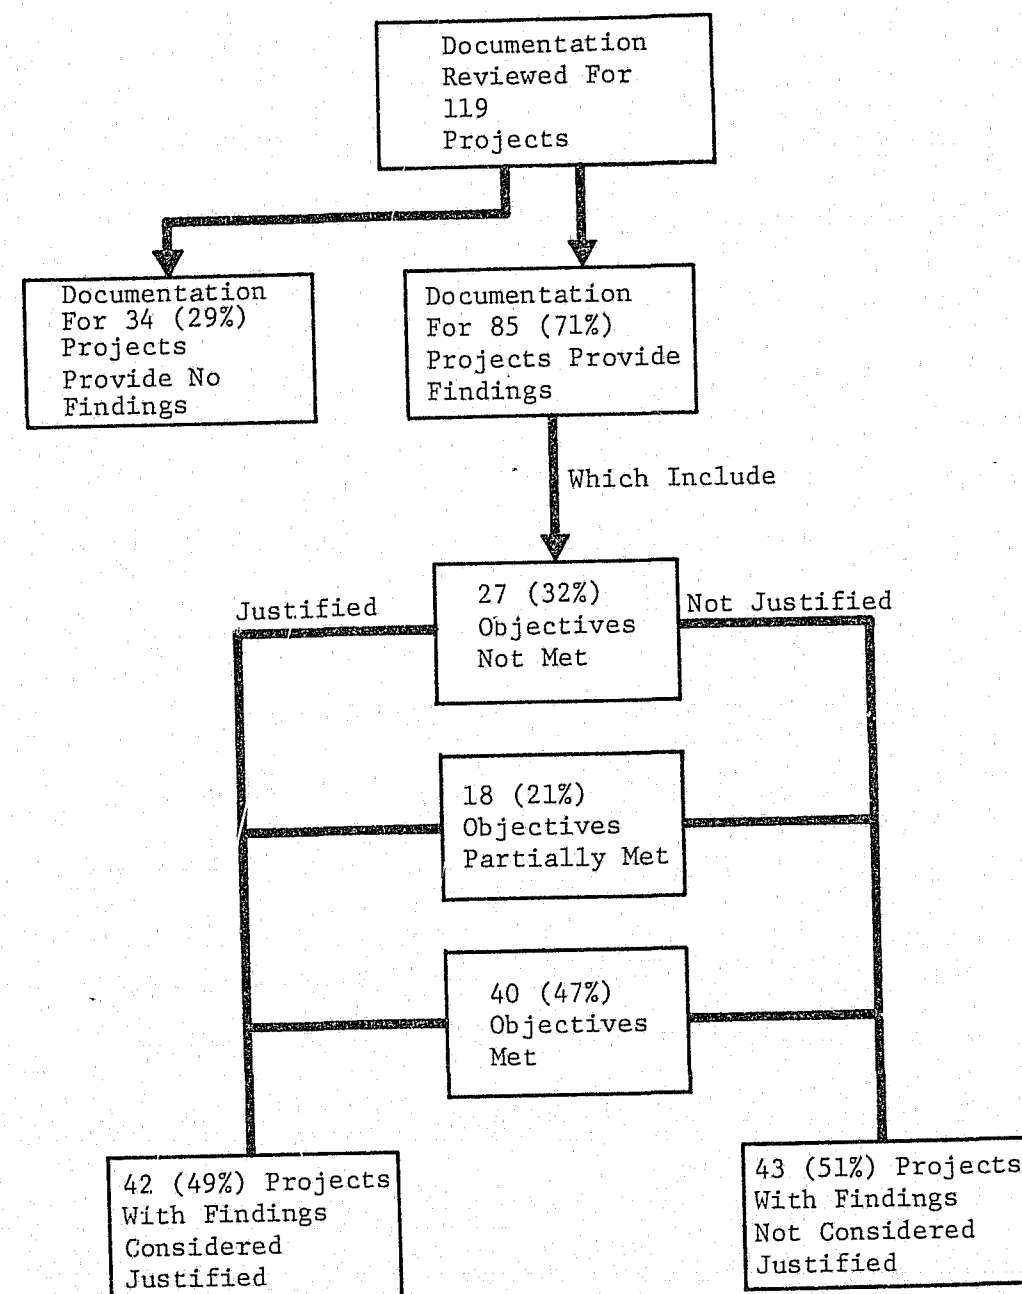 Documentation
Reviewed For
119
Projects
Documentation
For 34 (29%)
Projects
Provide No
Findings
Documentation
For 85 (71%)
Projects Provide
Findings
Which Include
Justified
27 (32%)
Objectives
Not Met
Not Justified
18 (21%)
Objectives
Partially Met
40 (47%)
Objectives
Met
42 (49%) Projects
With Findings
Considered
Justified
43 (51%) Projects
With Findings
Not Considered
Justified